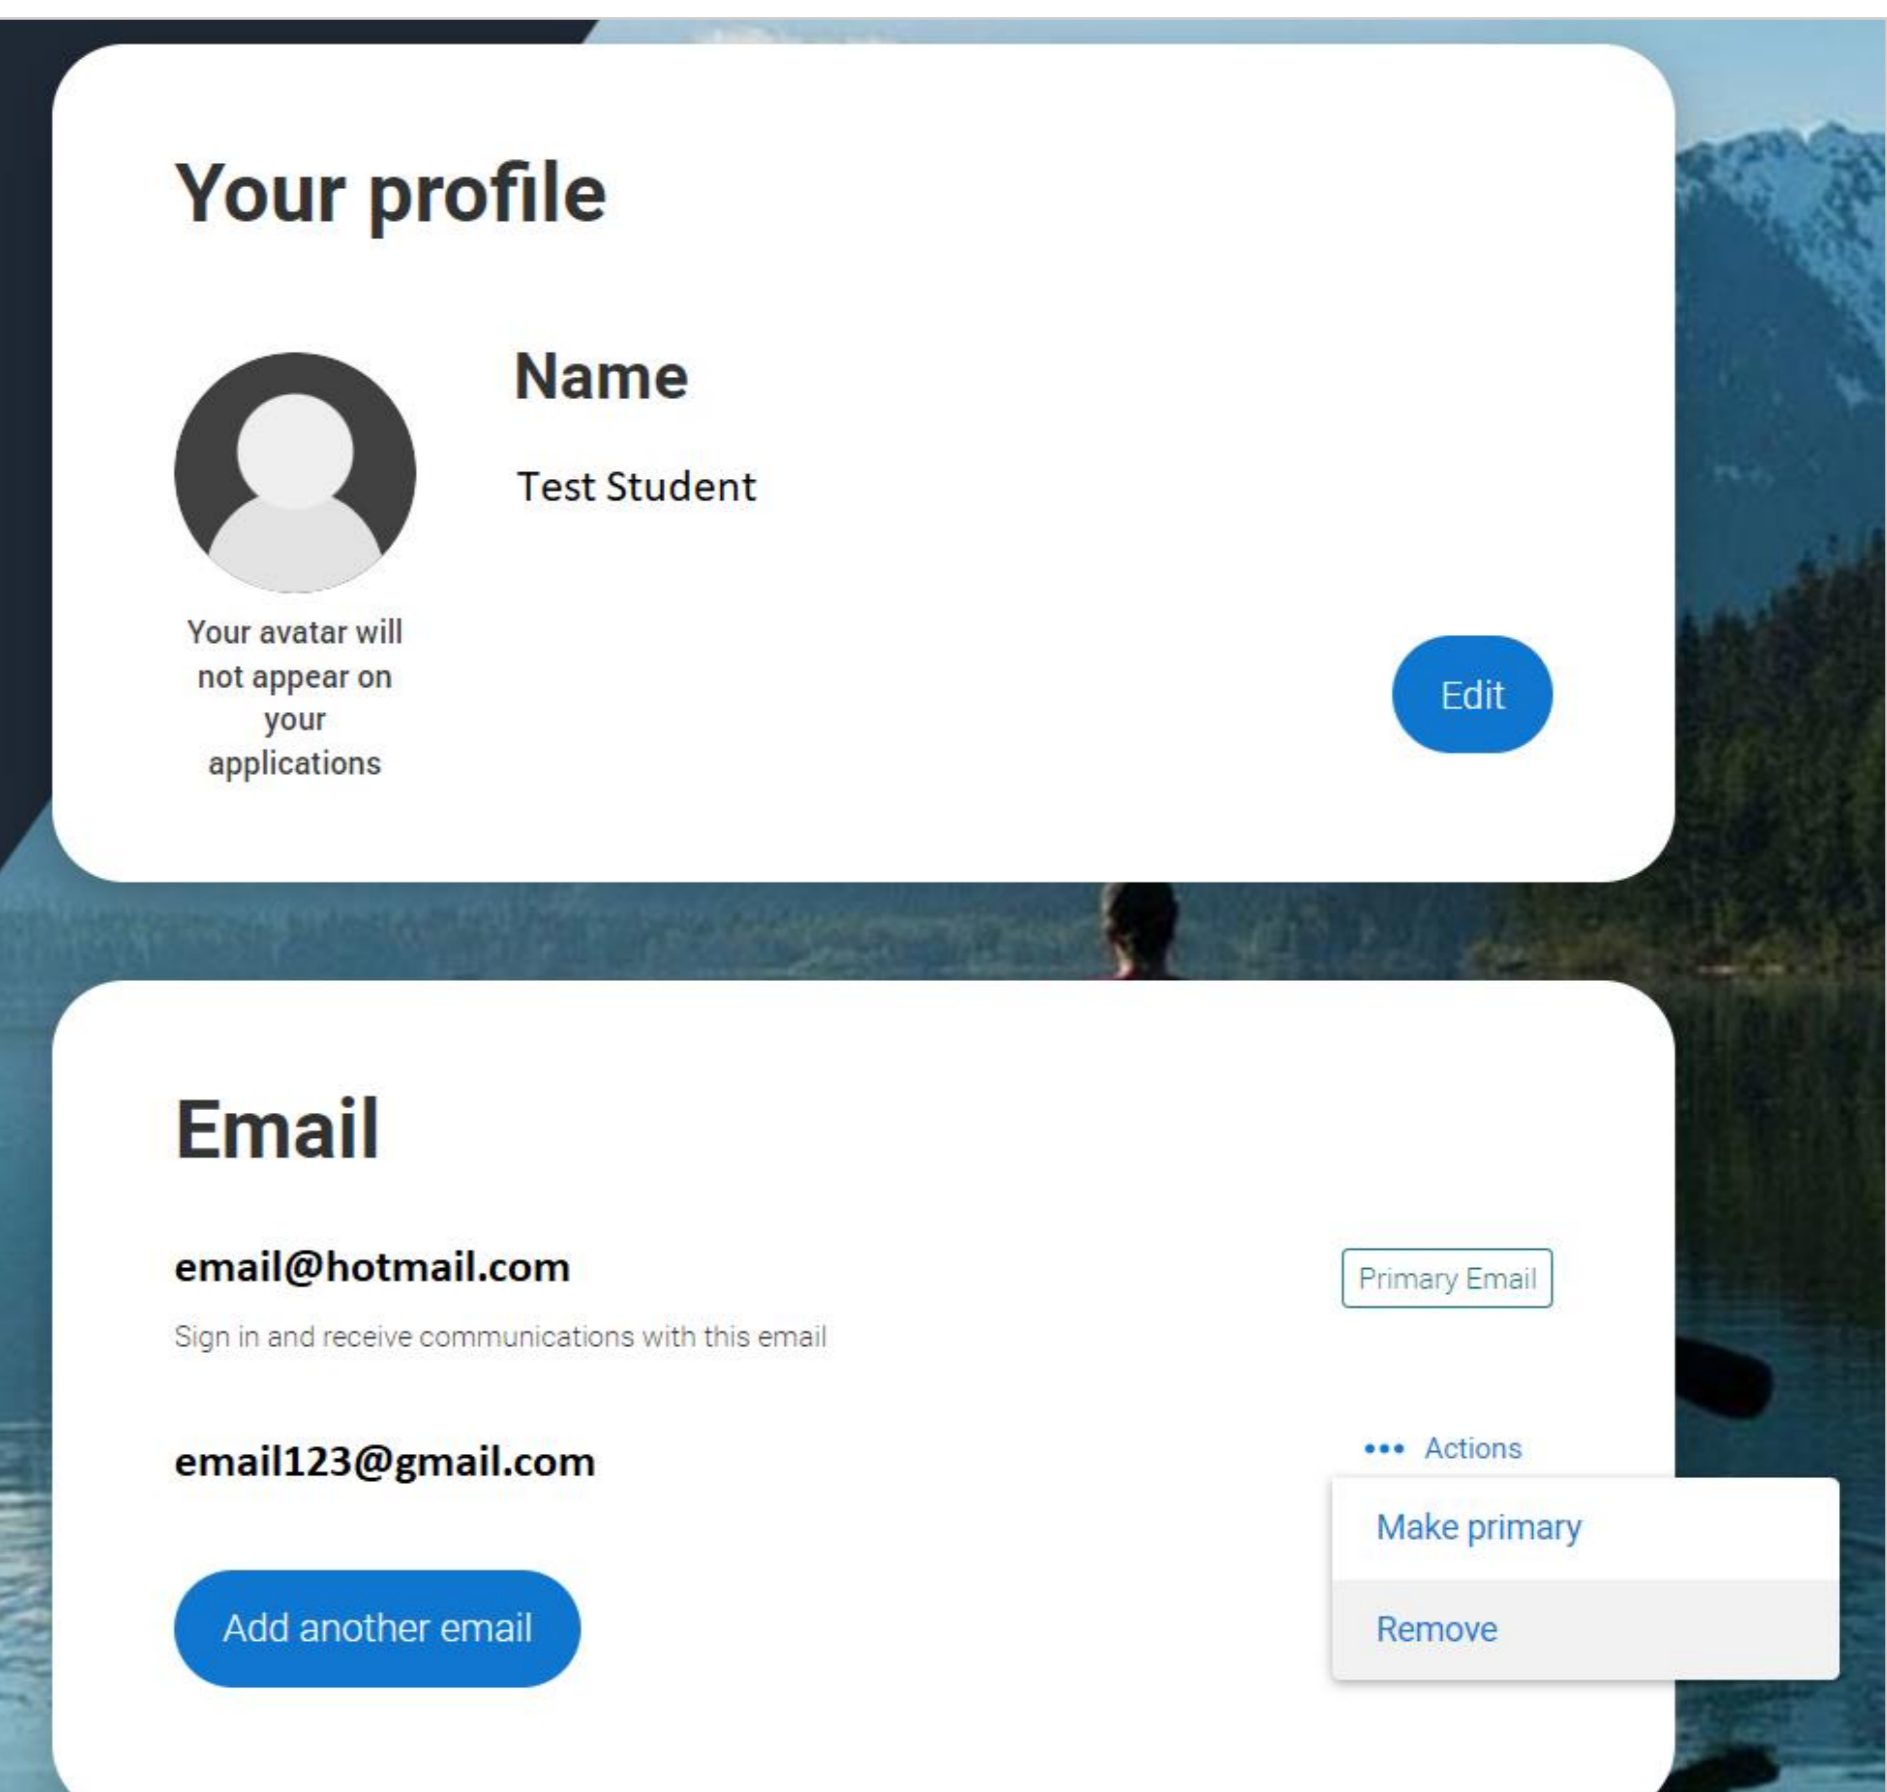 Your profile
Name
Test Student
Your avatar will
not appear on
your
applications
Edit
Email
email@hotmail.com
Primary Email
Sign in and receive communications with this email
email123@gmail.com
••• Actions
Make primary
Add another email
Remove